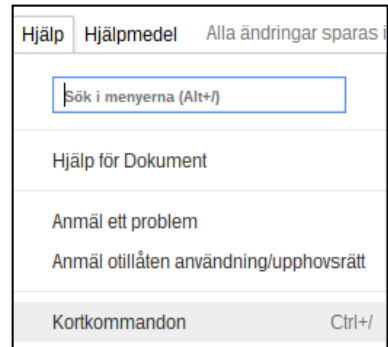 Hjälp Hjälpmedel Alla ändringar sparas i
Sök i menyerna (Alt+/)
Hjälp för Dokument
Anmäl ett problem
Anmäl otillåten användning/upphovsrätt
Kortkommandon Ctrl+/